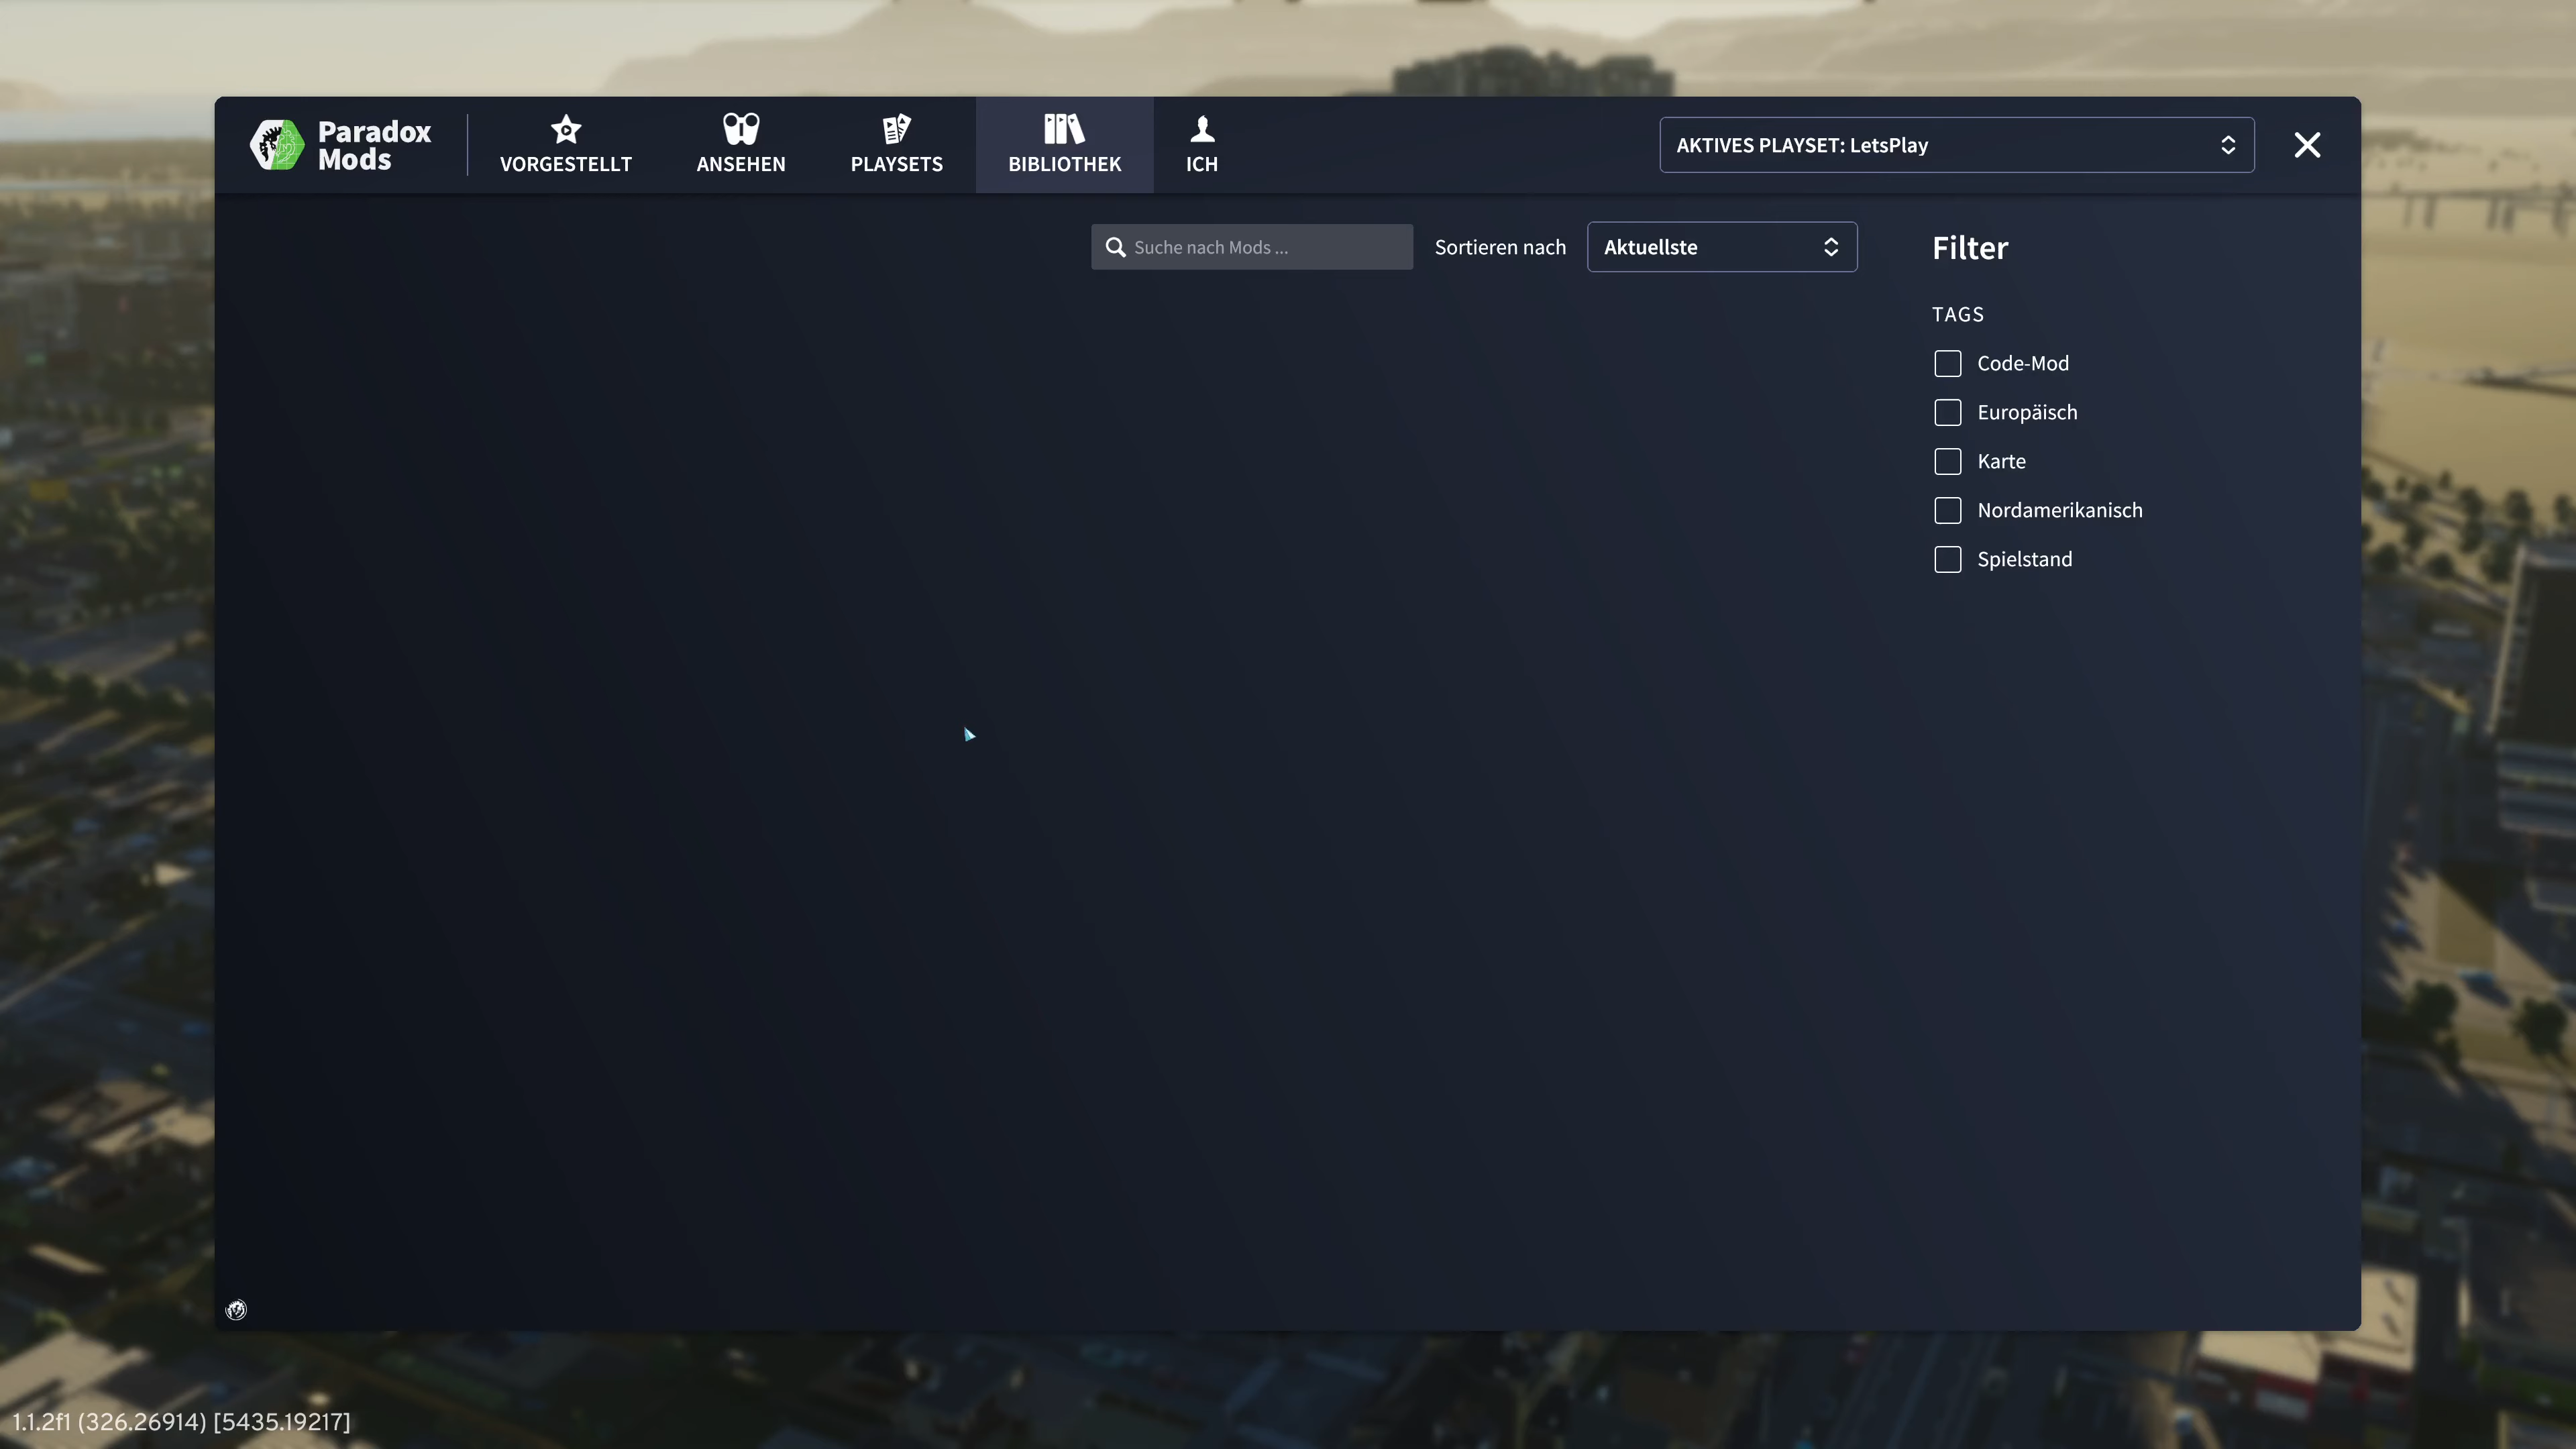 Paradox
Mods
VORGESTELLT
ANSEHEN
PLAYSETS
BIBLIOTHEK
ICH
AKTIVES PLAYSET: LetsPlay
Suche nach Mods ...
Sortieren nach
Aktuellste
Filter
TAGS
Code-Mod
Europäisch
Karte
Nordamerikanisch
Spielstand
1.1.2f1 (326.26914) [5435.19217]